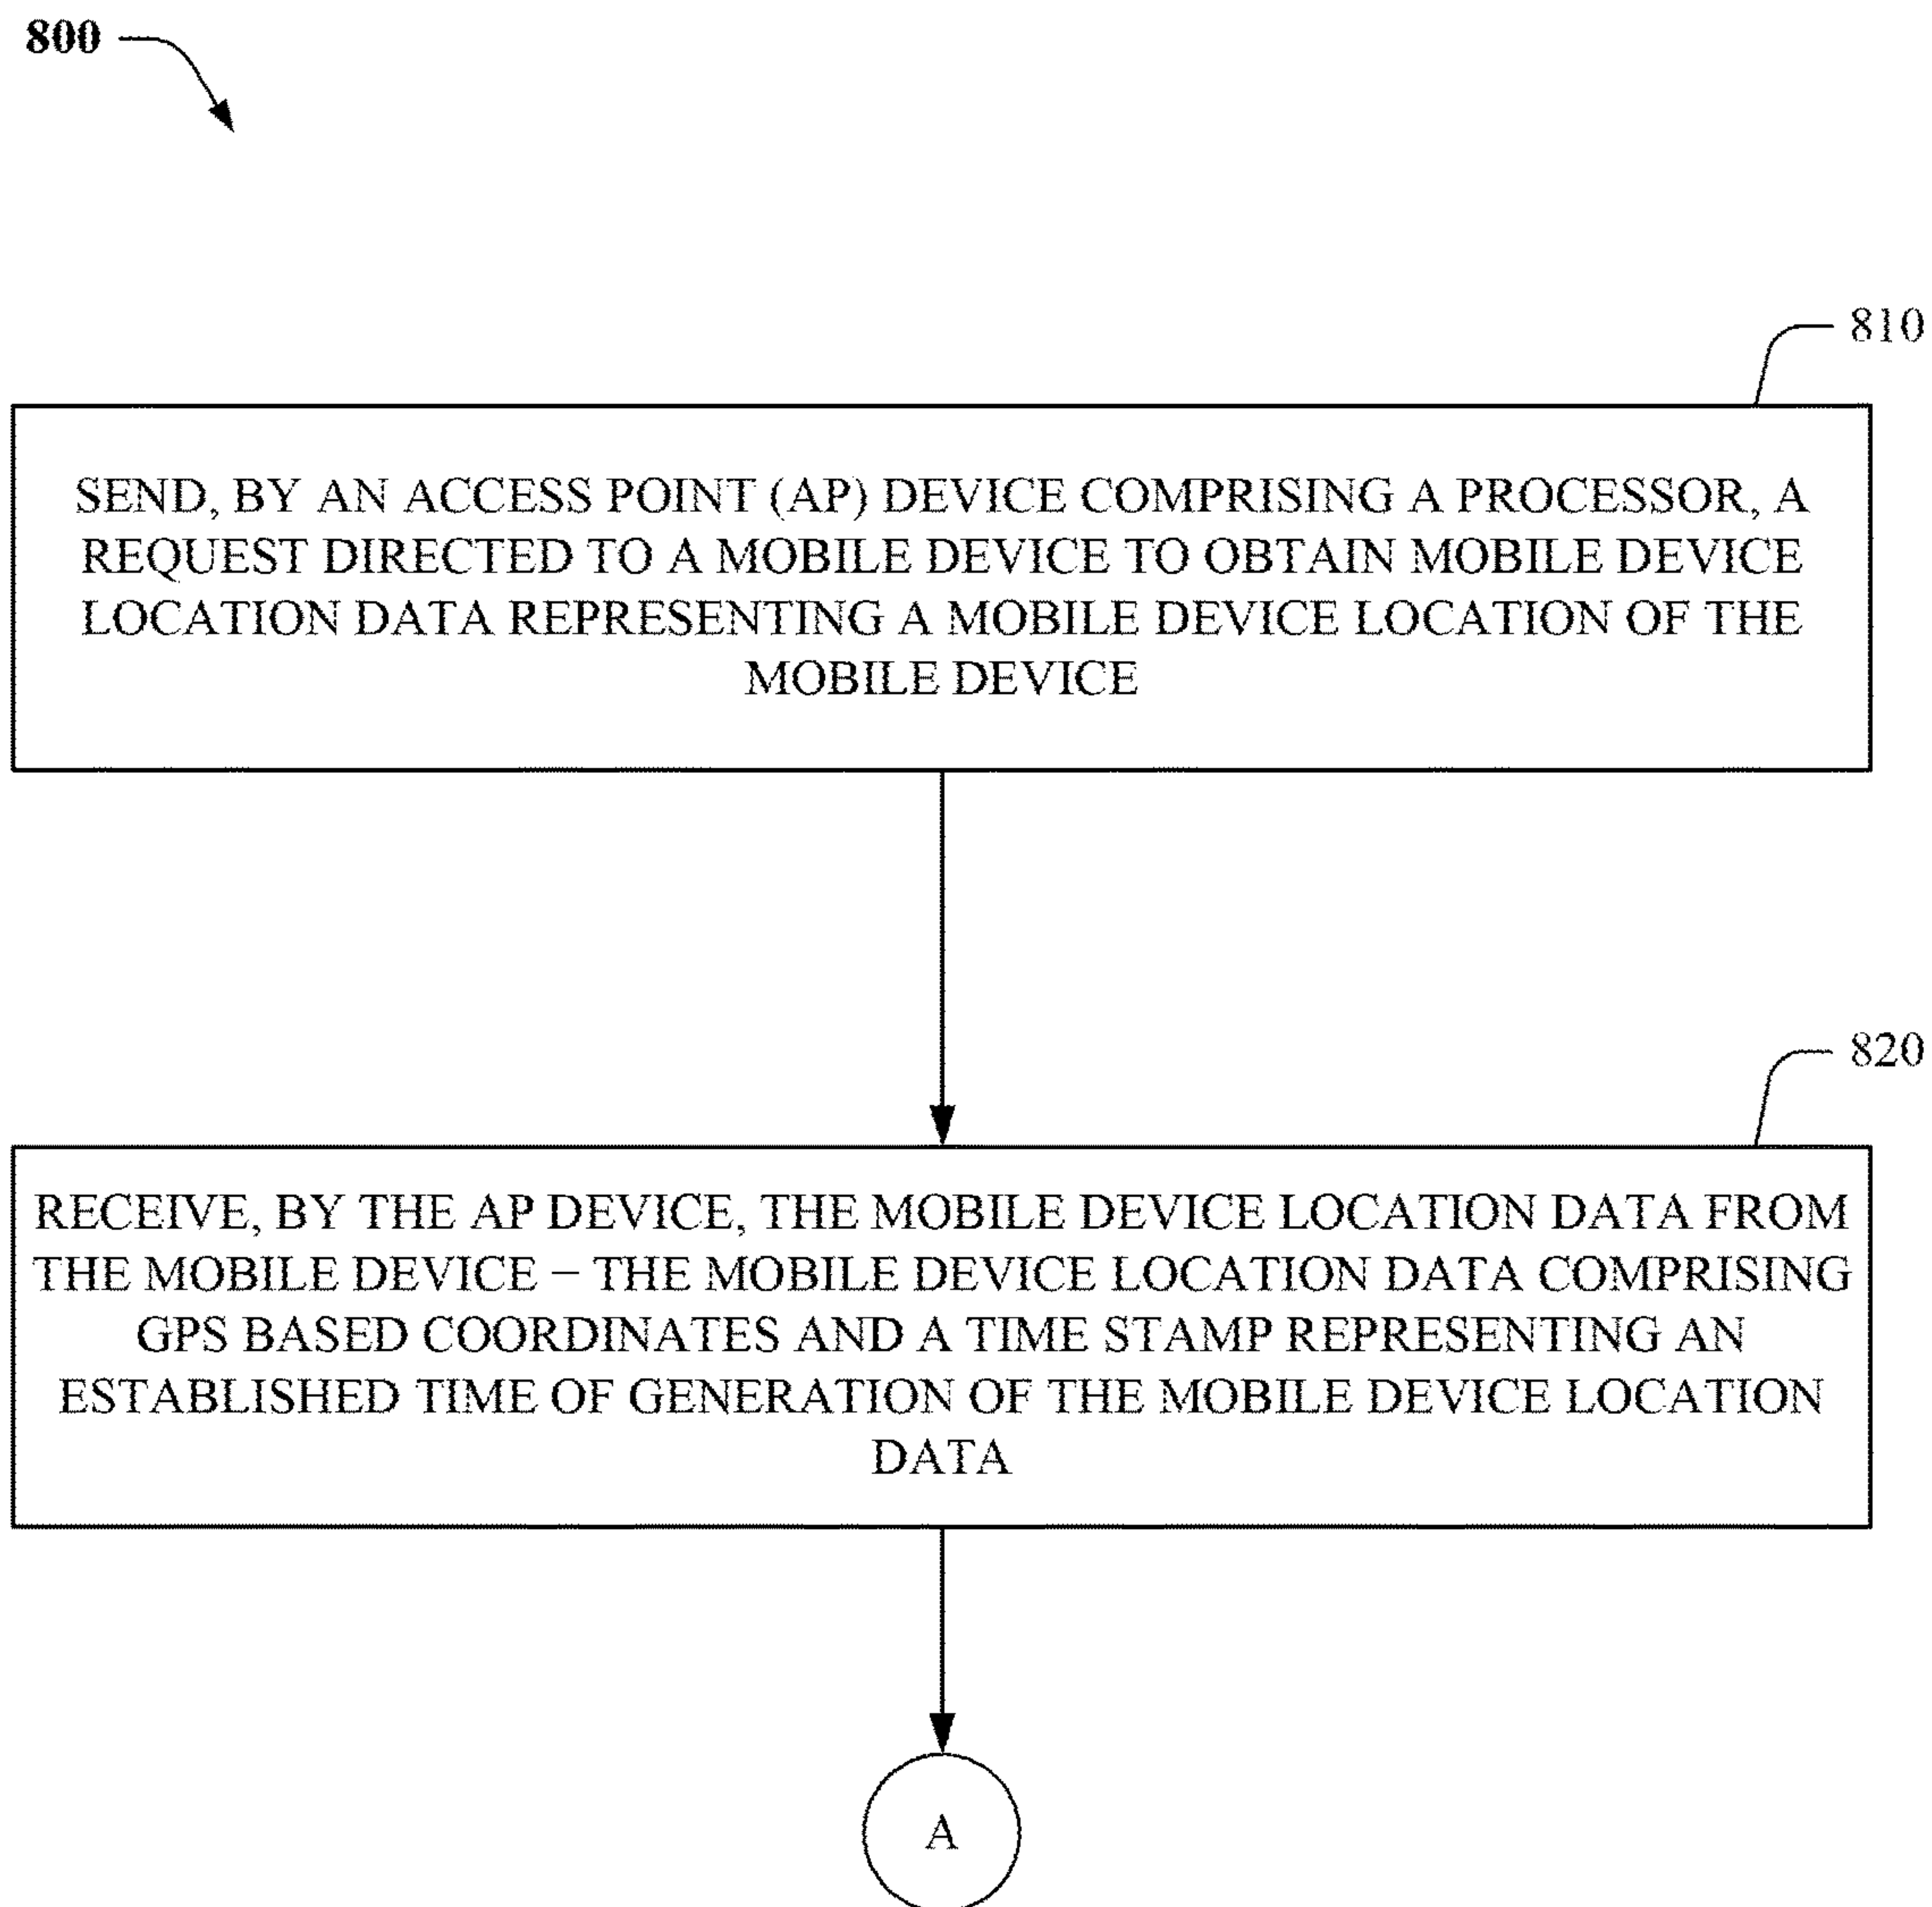 800
810
SEND, BY AN ACCESS POINT (AP) DEVICE COMPRISING A PROCESSOR, A
REQUEST DIRECTED TO A MOBILE DEVICE TO OBTAIN MOBILE DEVICE
LOCATION DATA REPRESENTING A MOBILE DEVICE LOCATION OF THE
MOBILE DEVICE
820
RECEIVE, BY THE AP DEVICE, THE MOBILE DEVICE LOCATION DATA FROM
THE MOBILE DEVICE – THE MOBILE DEVICE LOCATION DATA COMPRISING
GPS BASED COORDINATES AND A TIME STAMP REPRESENTING AN
ESTABLISHED TIME OF GENERATION OF THE MOBILE DEVICE LOCATION
DATA
A